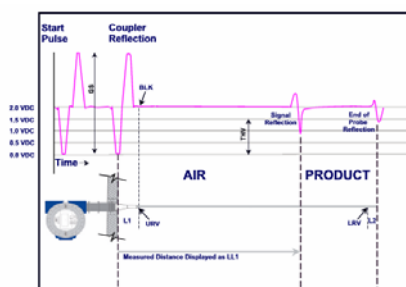 Start
Pulse
Coupler
Reflection
GS
BLK
2.0 VDC
1.5 VDC
1.0 VDC
0.5 VDC
0.0 VDC
THV
Signal
Reflection
End of
Probe
Reflection
Time
AIR
PRODUCT
L1
URV
LRV
L2
Measured Distance Displayed as LL1